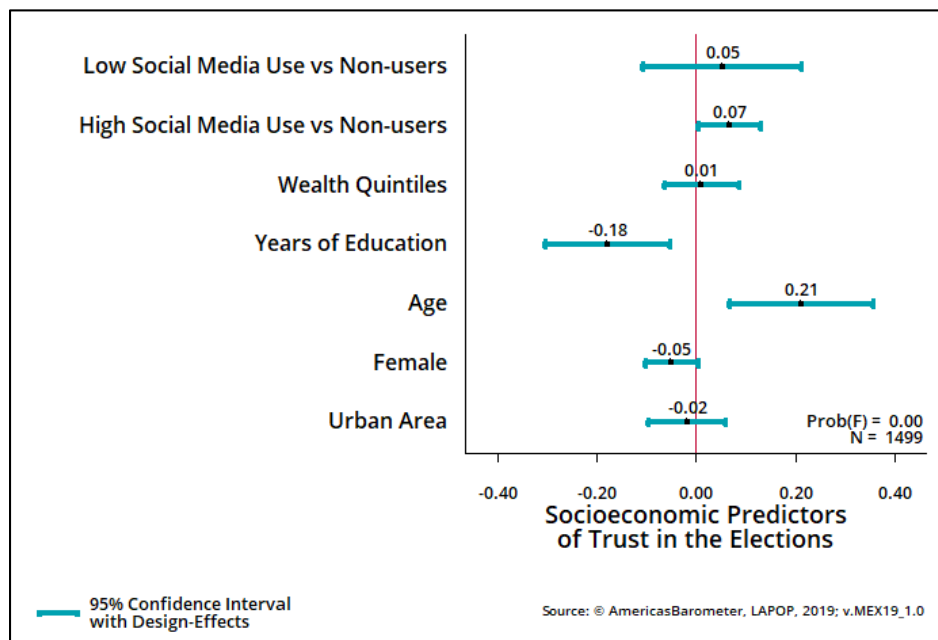 Low Social Media Use vs Non-users
0.05
High Social Media Use vs Non-users
0.07
Wealth Quintiles
0.01
Years of Education
-0.18
Age
0.21
Female
-0.05
Urban Area
-0.02
Prob(F) = 0.00
N = 1499
-0.40 -0.20 0.00 0.20 0.40
Socioeconomic Predictors
of Trust in the Elections
95% Confidence Interval
with Design-Effects
Source: © AmericasBarometer, LAPOP, 2019; v.MEX19_1.0